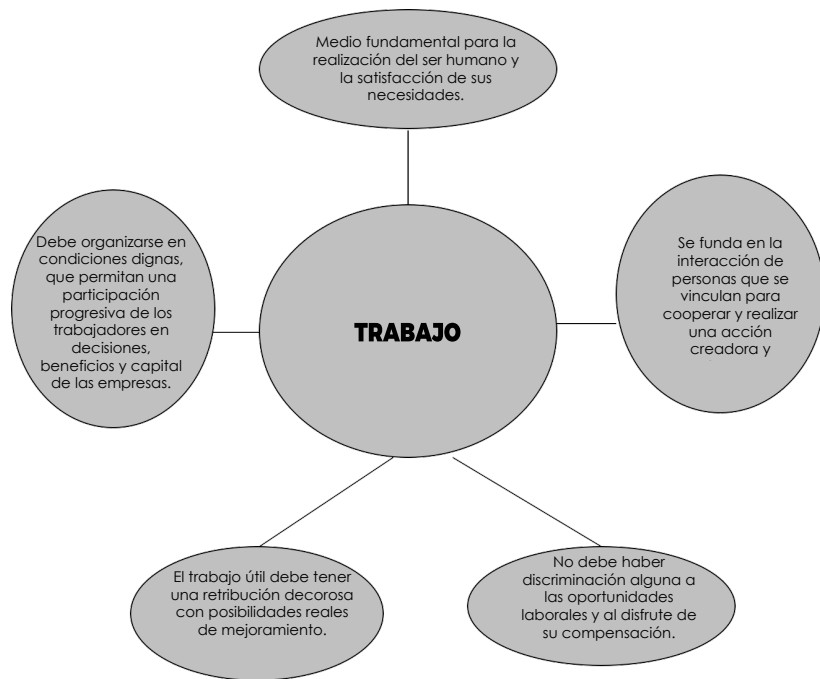 Medio fundamental para la
realización del ser humano y
la satisfacción de sus
necesidades.
Debe organizarse en
condiciones dignas,
que permitan una
participación
progresiva de los
trabajadores en
decisiones,
beneficios y capital
de las empresas.
TRABAJO
Se funda en la
interacción de
personas que se
vinculan para
cooperar y realizar
una acción
creadora y
El trabajo útil debe tener
una retribución decorosa
con posibilidades reales
de mejoramiento.
No debe haber
discriminación alguna a
las oportunidades
laborales y al disfrute de
su compensación.